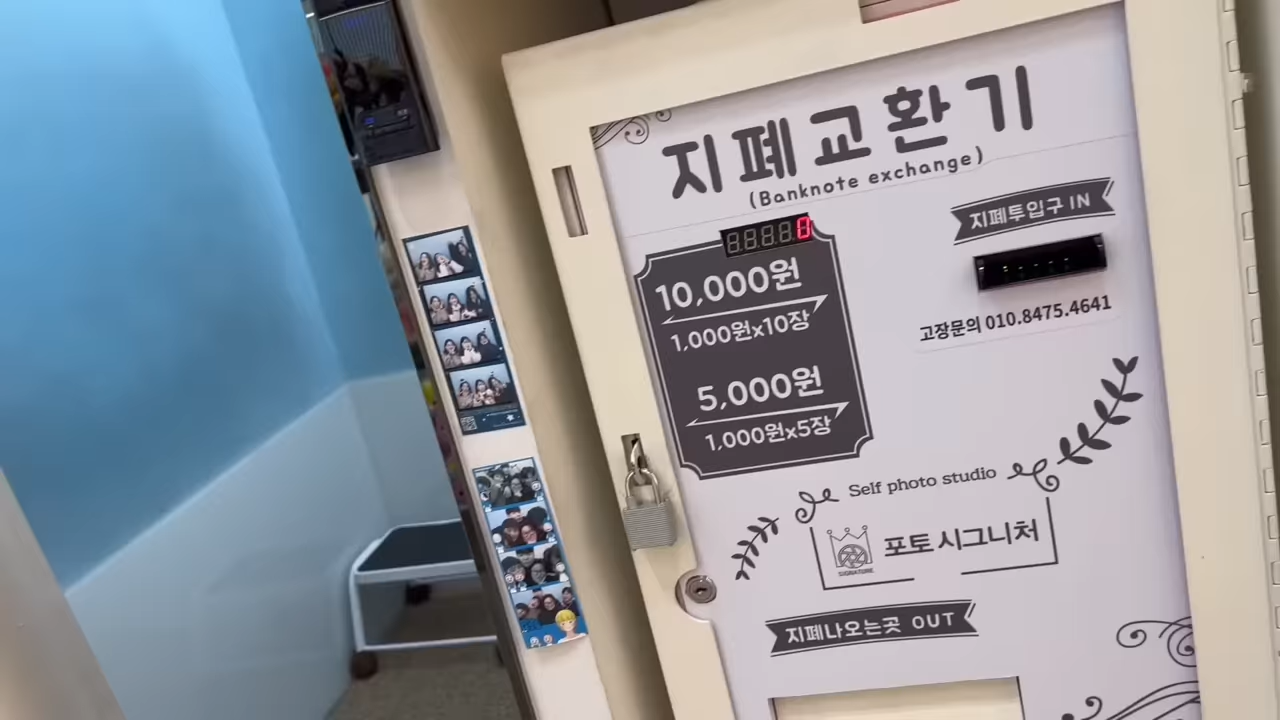 지폐교환기
(Banknote exchange)
지폐투입구 IN
0
10,000원
1,000원x10장
고장문의 010.8475.4641
5,000원
1,000원x5장
Self photo studio
포토시그니처
SIGNATURE
지폐나오는곳 OUT